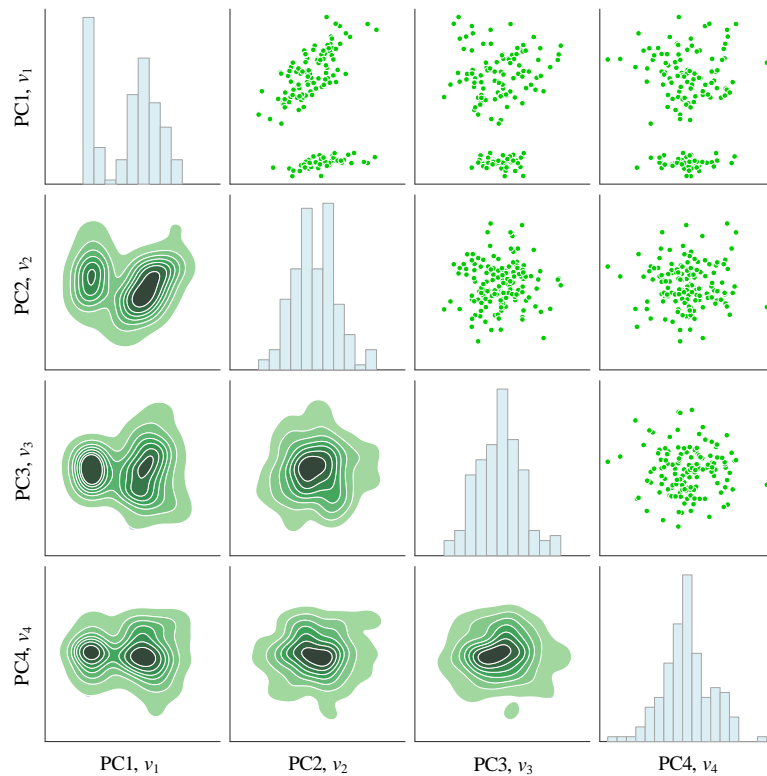 PC1, v1
PC2, v2
PC3, v3
PC4, v4
PC1, v1
PC2, v2
PC3, v3
PC4, v4